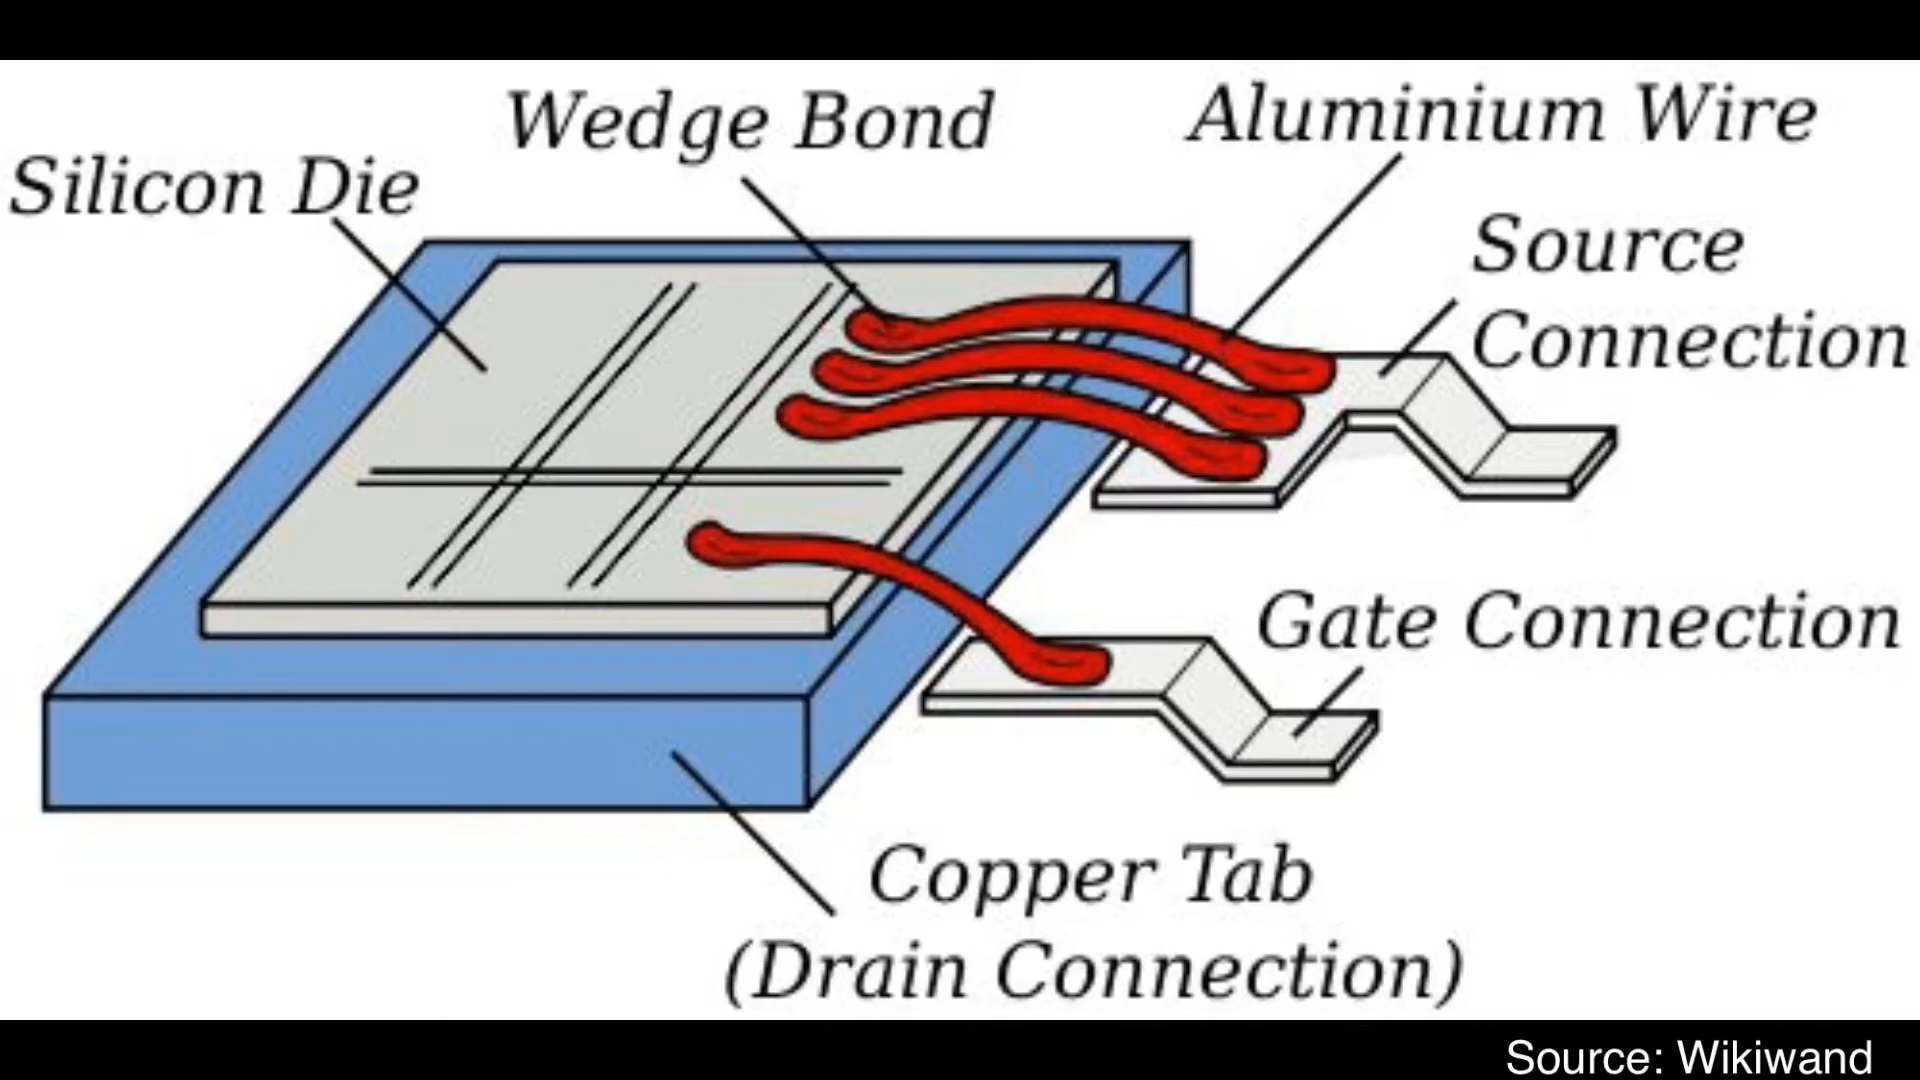 Wedge Bond
Aluminium Wire
Silicon Die
Source
Connection
Gate Connection
Copper Tab
(Drain Connection)
Source: Wikiwand